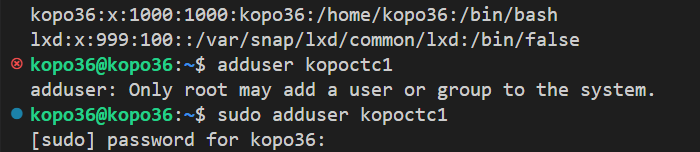 kopo36:x:1000:1000:kopo36:/home/kopo36:/bin/bash
lxd:x:999:100::/var/snap/lxd/common/lxd:/bin/false
kopo36@kopo36:~$ adduser kopoctc1
adduser: Only root may add a user or group to the system.
kopo36@kopo36:~$ sudo adduser kopoctc1
[sudo] password for kopo36: